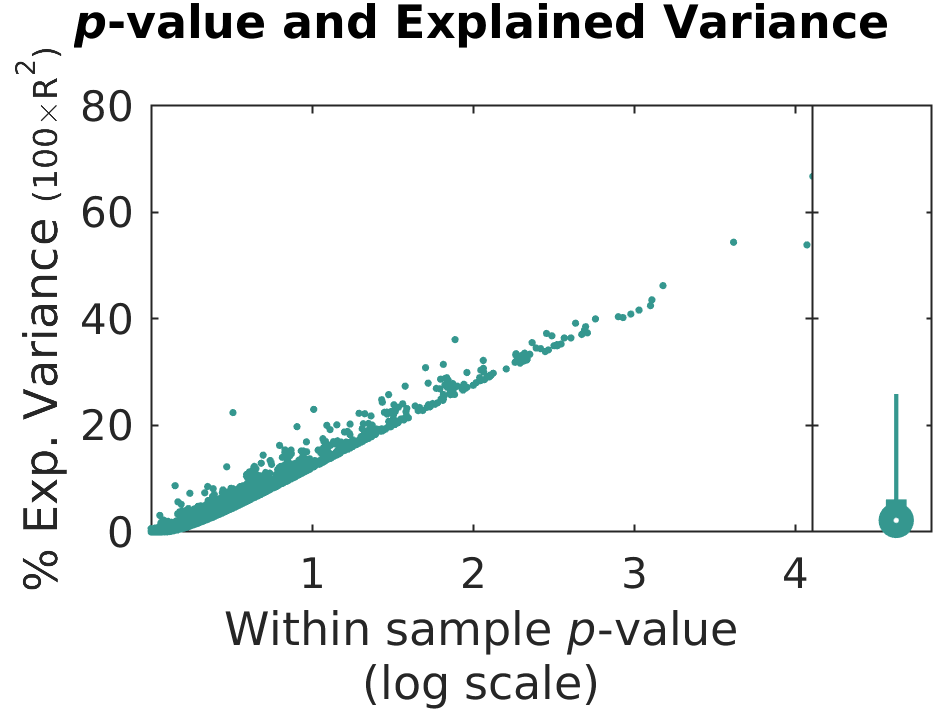 p-value and Explained Variance
% Exp. Variance (100×R²)
80
60
40
20
0
1 2 3 4
Within sample p-value
(log scale)